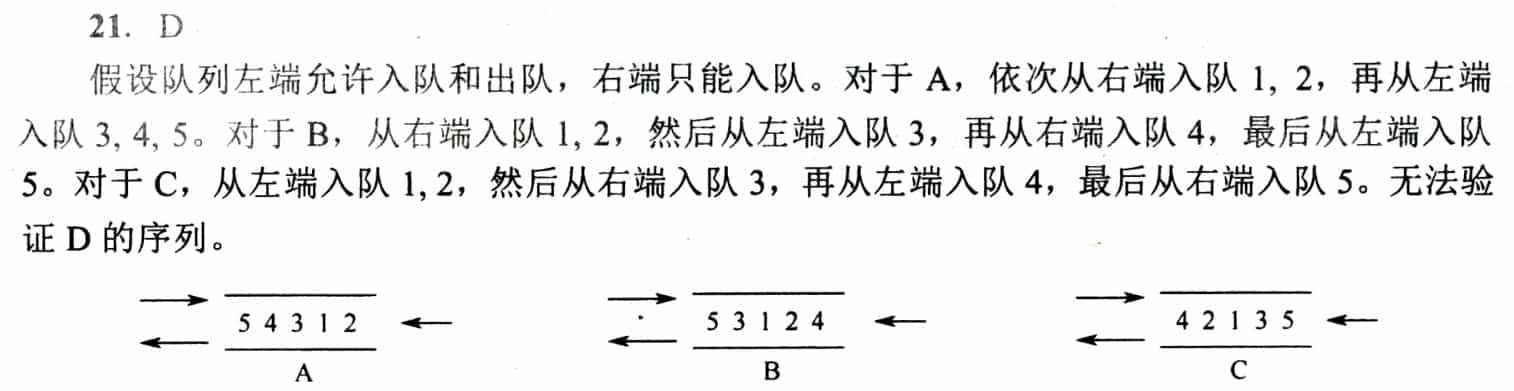 21. D
假设队列左端允许入队和出队，右端只能入队。对于 A，依次从右端入队 1, 2，再从左端
入队 3, 4, 5。对于 B，从右端入队 1, 2，然后从左端入队 3，再从右端入队 4，最后从左端入队
5。对于 C，从左端入队 1, 2，然后从右端入队 3，再从左端入队 4，最后从右端入队 5。无法验
证 D 的序列。
5 4 3 1 2
5 3 1 2 4
4 2 1 3 5
A
B
C